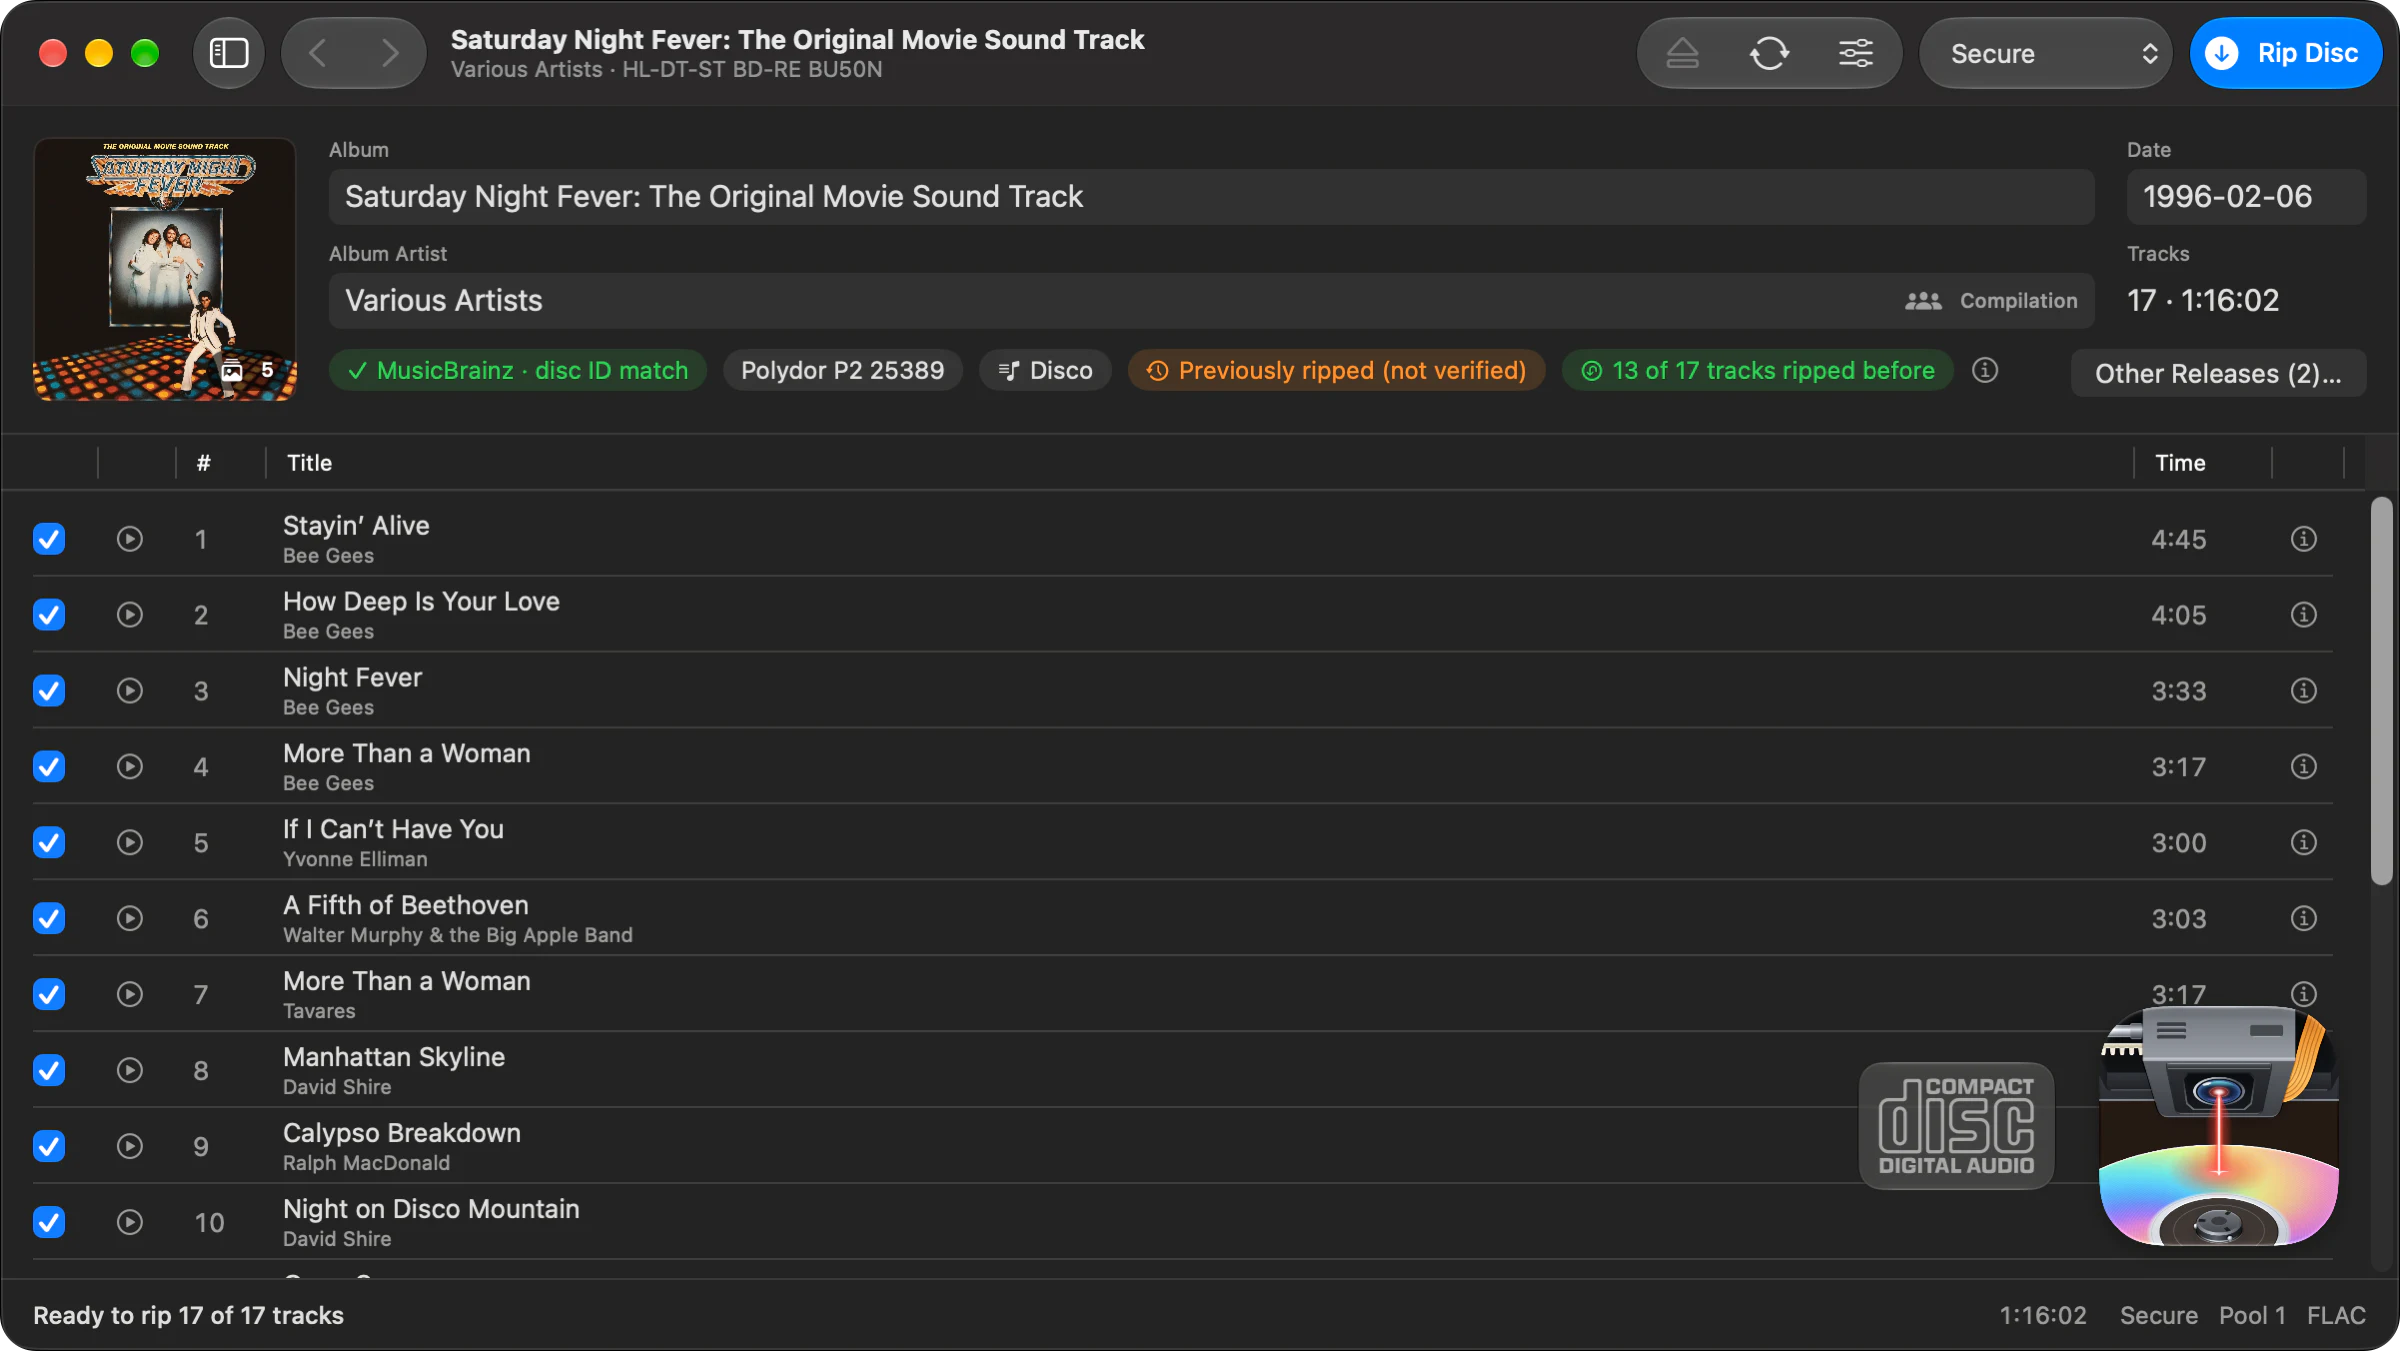 Saturday Night Fever: The Original Movie Sound Track
Various Artists · HL-DT-ST BD-RE BU50N
Secure
Rip Disc
THE ORIGINAL MOVIE SOUND TRACK
SATURDAY NIGHT
FEVER
5
Album
Saturday Night Fever: The Original Movie Sound Track
Date
1996-02-06
Album Artist
Various Artists
Compilation
Tracks
17 · 1:16:02
MusicBrainz · disc ID match
Polydor P2 25389
Disco
Previously ripped (not verified)
13 of 17 tracks ripped before
Other Releases (2)...
# Title Time
1 Stayin’ Alive 4:45
Bee Gees
2 How Deep Is Your Love 4:05
Bee Gees
3 Night Fever 3:33
Bee Gees
4 More Than a Woman 3:17
Bee Gees
5 If I Can’t Have You 3:00
Yvonne Elliman
6 A Fifth of Beethoven 3:03
Walter Murphy & the Big Apple Band
7 More Than a Woman 3:17
Tavares
8 Manhattan Skyline
David Shire
9 Calypso Breakdown
Ralph MacDonald
10 Night on Disco Mountain
David Shire
COMPACT
disc
DIGITAL AUDIO
Ready to rip 17 of 17 tracks
1:16:02 Secure Pool 1 FLAC